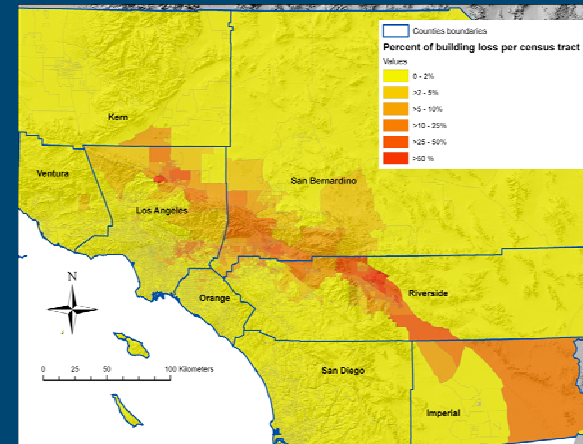 Counties boundaries
Percent of building loss per census tract
Values
0 - 2%
>2 - 5%
>5 - 10%
>10 - 25%
>25 - 50%
>50 %
Kern
Ventura
San Bernardino
Los Angeles
N
Orange
Riverside
0 25 50 100 Kilometers
San Diego
Imperial